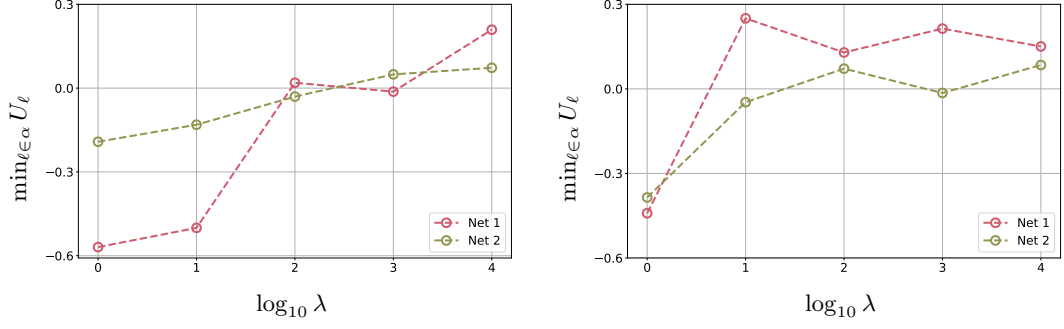 0.3
0.0
−0.3
−0.6
min_{ℓ∈α} U_ℓ
0 1 2 3 4
log₁₀ λ
Net 1
Net 2
0.3
0.0
−0.3
−0.6
min_{ℓ∈α} U_ℓ
0 1 2 3 4
log₁₀ λ
Net 1
Net 2